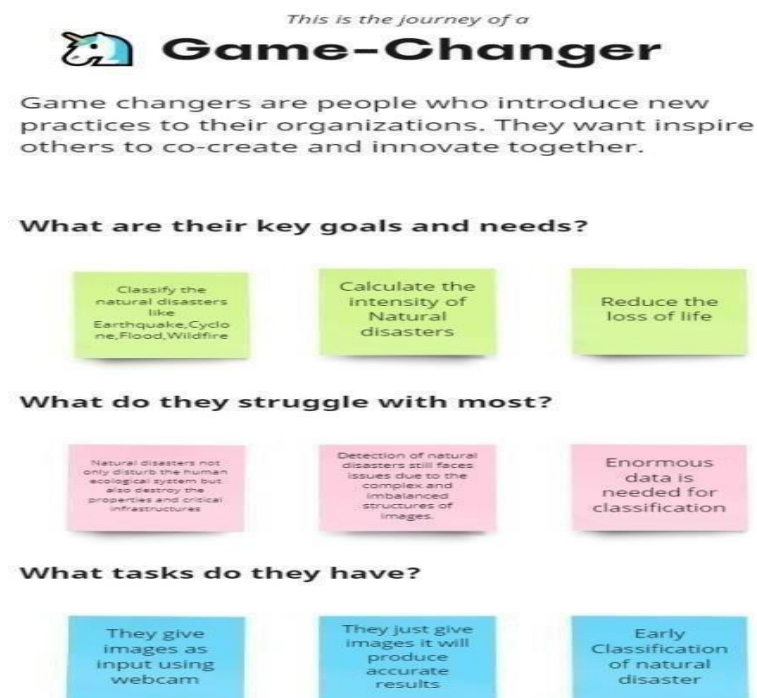 This is the journey of a
Game-Changer
Game changers are people who introduce new
practices to their organizations. They want inspire
others to co-create and innovate together.
What are their key goals and needs?
Classify the
natural disasters
like
Earthquake,Cyclo
ne,Flood,Wildfire
Calculate the
intensity of
Natural
disasters
Reduce the
loss of life
What do they struggle with most?
Natural disasters not
only disturb the human
ecological system but
also destroy the
properties and critical
infrastructures
Detection of natural
disasters still faces
issues due to the
complex and
imbalanced
structures of
images.
Enormous
data is
needed for
classification
What tasks do they have?
They give
images as
input using
webcam
They just give
images it will
produce
accurate
results
Early
Classification
of natural
disaster